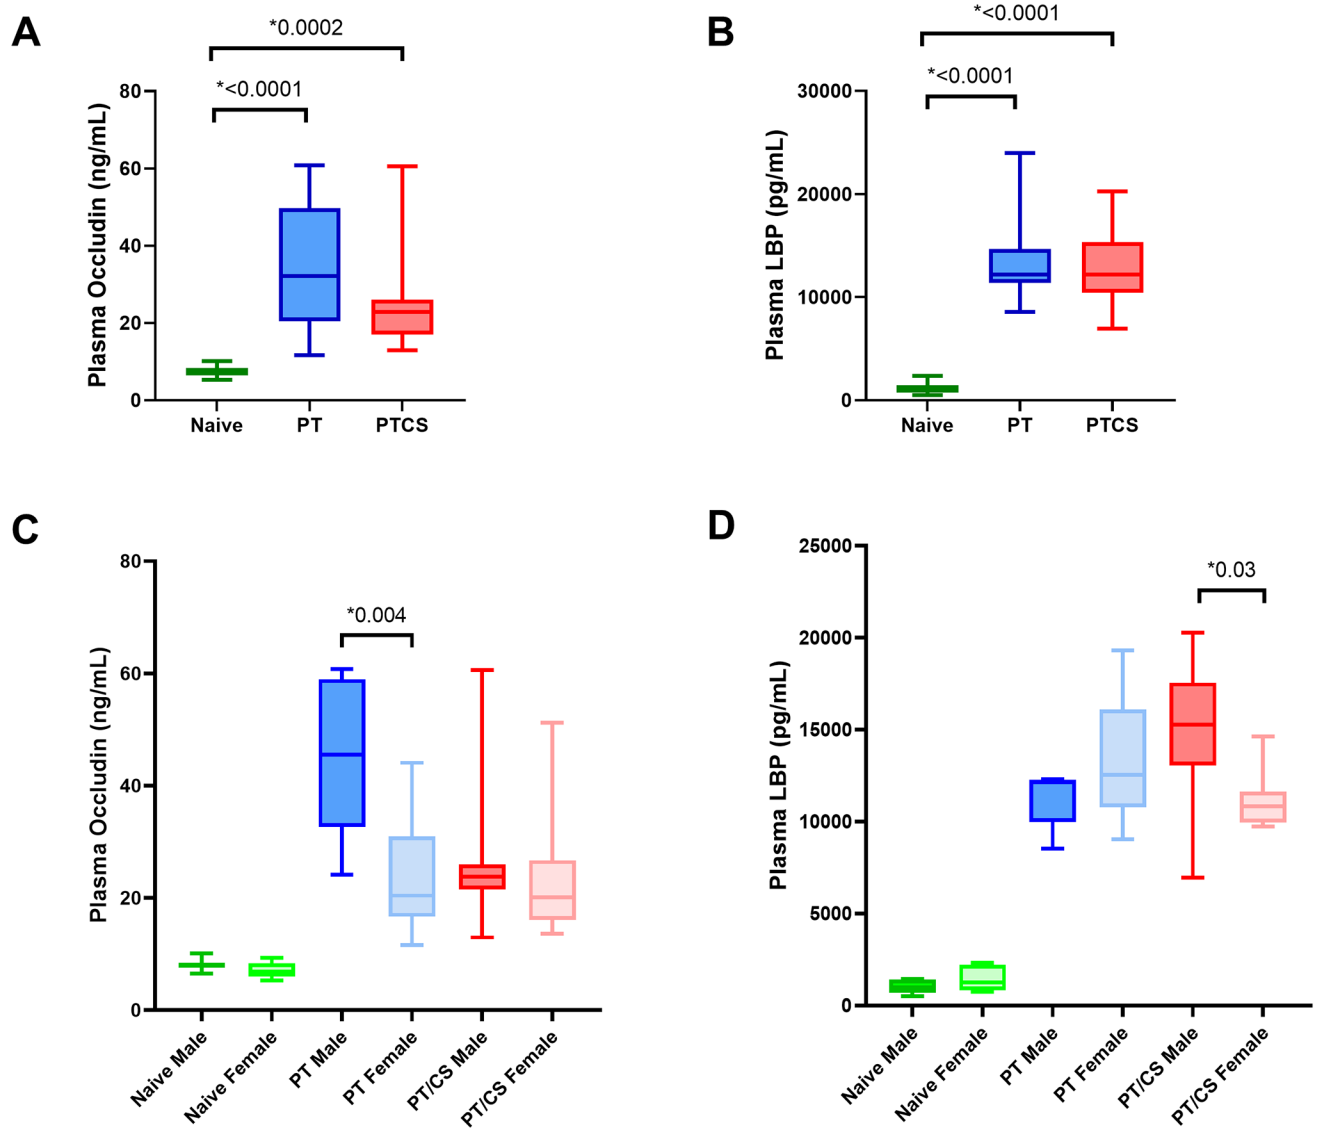 A
*0.0002
*<0.0001
Plasma Occludin (ng/mL)
80
60
40
20
0
Naive PT PTCS
B
*<0.0001
*<0.0001
Plasma LBP (pg/mL)
30000
20000
10000
0
Naive PT PTCS
C
*0.004
Plasma Occludin (ng/mL)
80
60
40
20
0
Naive Male
Naive Female
PT Male
PT Female
PT/CS Male
PT/CS Female
D
*0.03
Plasma LBP (pg/mL)
25000
20000
15000
10000
5000
0
Naive Male
Naive Female
PT Male
PT Female
PT/CS Male
PT/CS Female